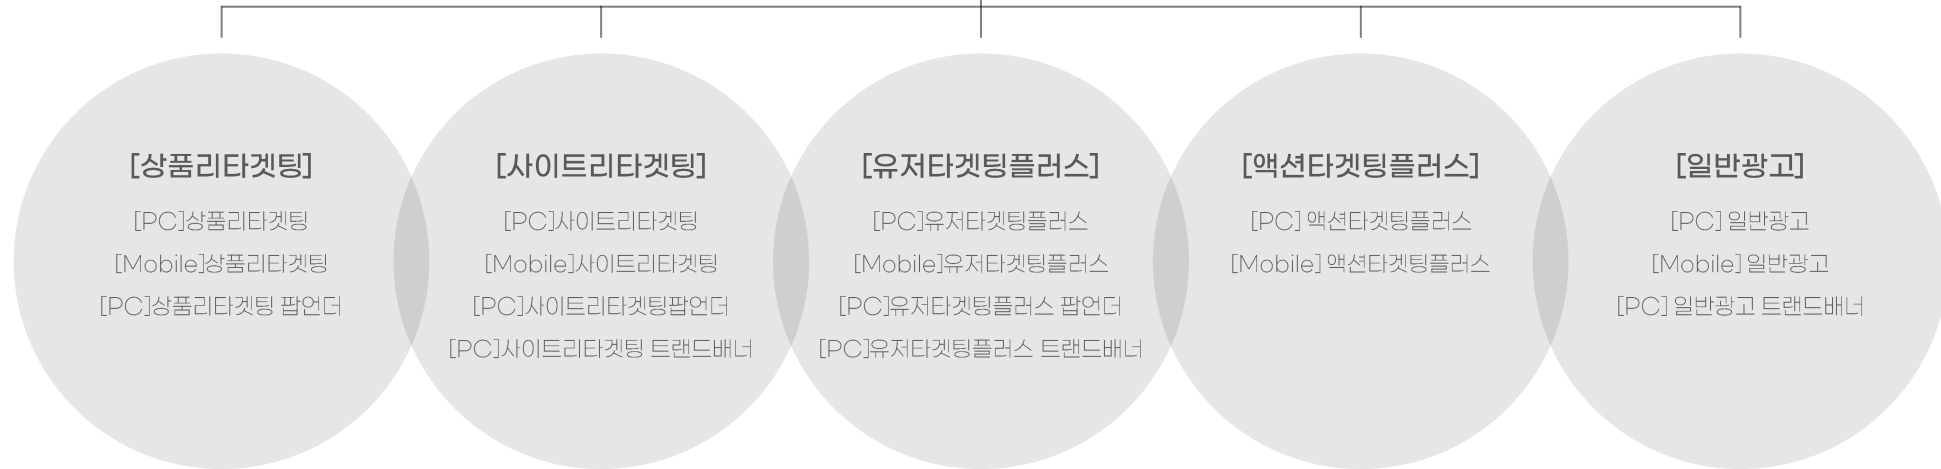 [상품리타겟팅]
[PC]상품리타겟팅
[Mobile]상품리타겟팅
[PC]상품리타겟팅 팝언더
[사이트리타겟팅]
[PC]사이트리타겟팅
[Mobile]사이트리타겟팅
[PC]사이트리타겟팅팝언더
[PC]사이트리타겟팅 트랜드배너
[유저타겟팅플러스]
[PC]유저타겟팅플러스
[Mobile]유저타겟팅플러스
[PC]유저타겟팅플러스 팝언더
[PC]유저타겟팅플러스 트랜드배너
[액션타겟팅플러스]
[PC] 액션타겟팅플러스
[Mobile] 액션타겟팅플러스
[일반광고]
[PC] 일반광고
[Mobile] 일반광고
[PC] 일반광고 트랜드배너